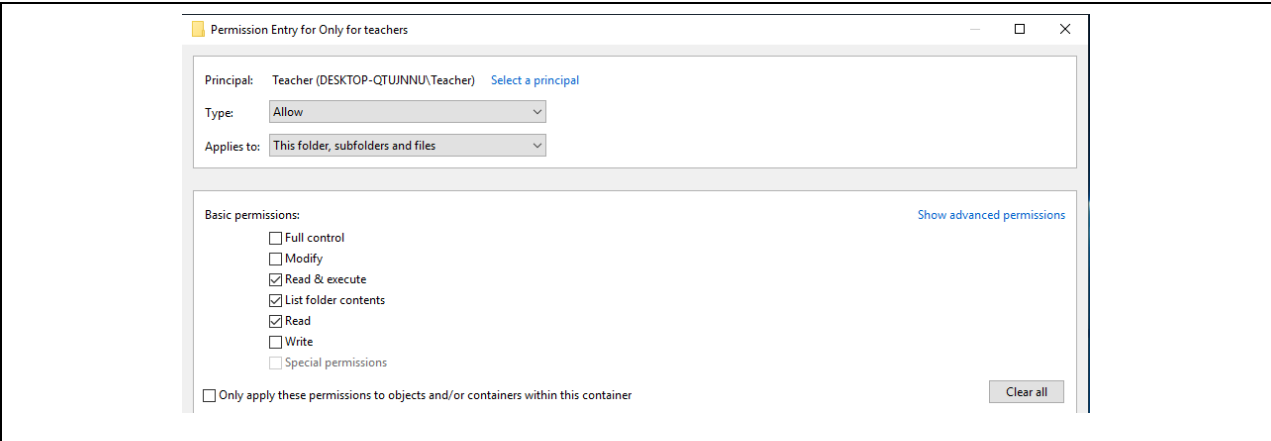 Permission Entry for Only for teachers
Principal: Teacher (DESKTOP-QTUJNNU\Teacher) Select a principal
Type: Allow
Applies to: This folder, subfolders and files
Basic permissions: Show advanced permissions
Full control
Modify
Read & execute
List folder contents
Read
Write
Special permissions
Only apply these permissions to objects and/or containers within this container Clear all